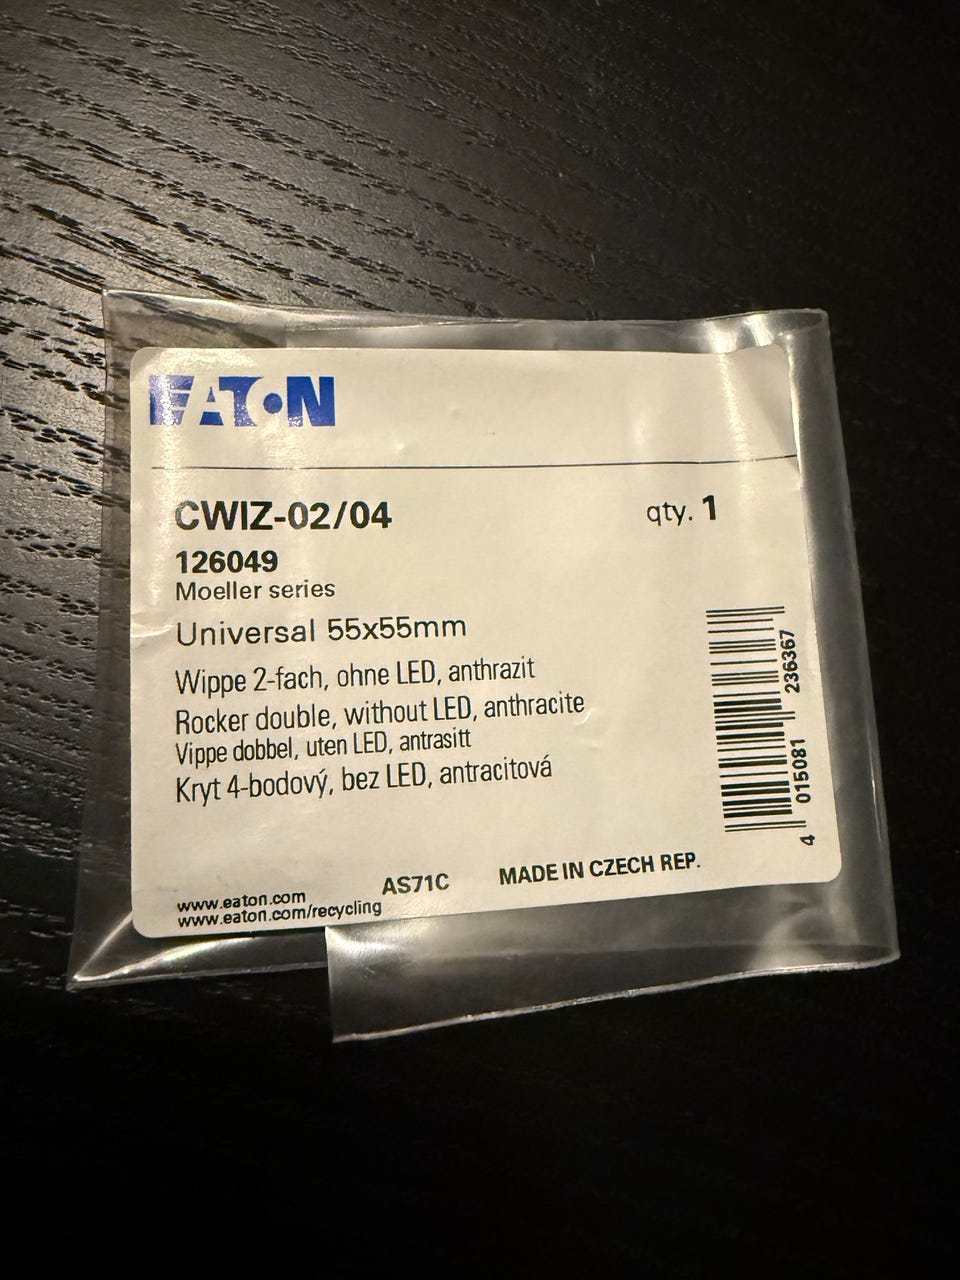 EATON
CWIZ-02/04 qty. 1
126049
Moeller series
Universal 55x55mm
Wippe 2-fach, ohne LED, anthrazit
Rocker double, without LED, anthracite
Vippe dobbel, uten LED, antrasitt
Kryt 4-bodový, bez LED, antracitová
4 015081 236367
www.eaton.com
www.eaton.com/recycling
AS71C
MADE IN CZECH REP.